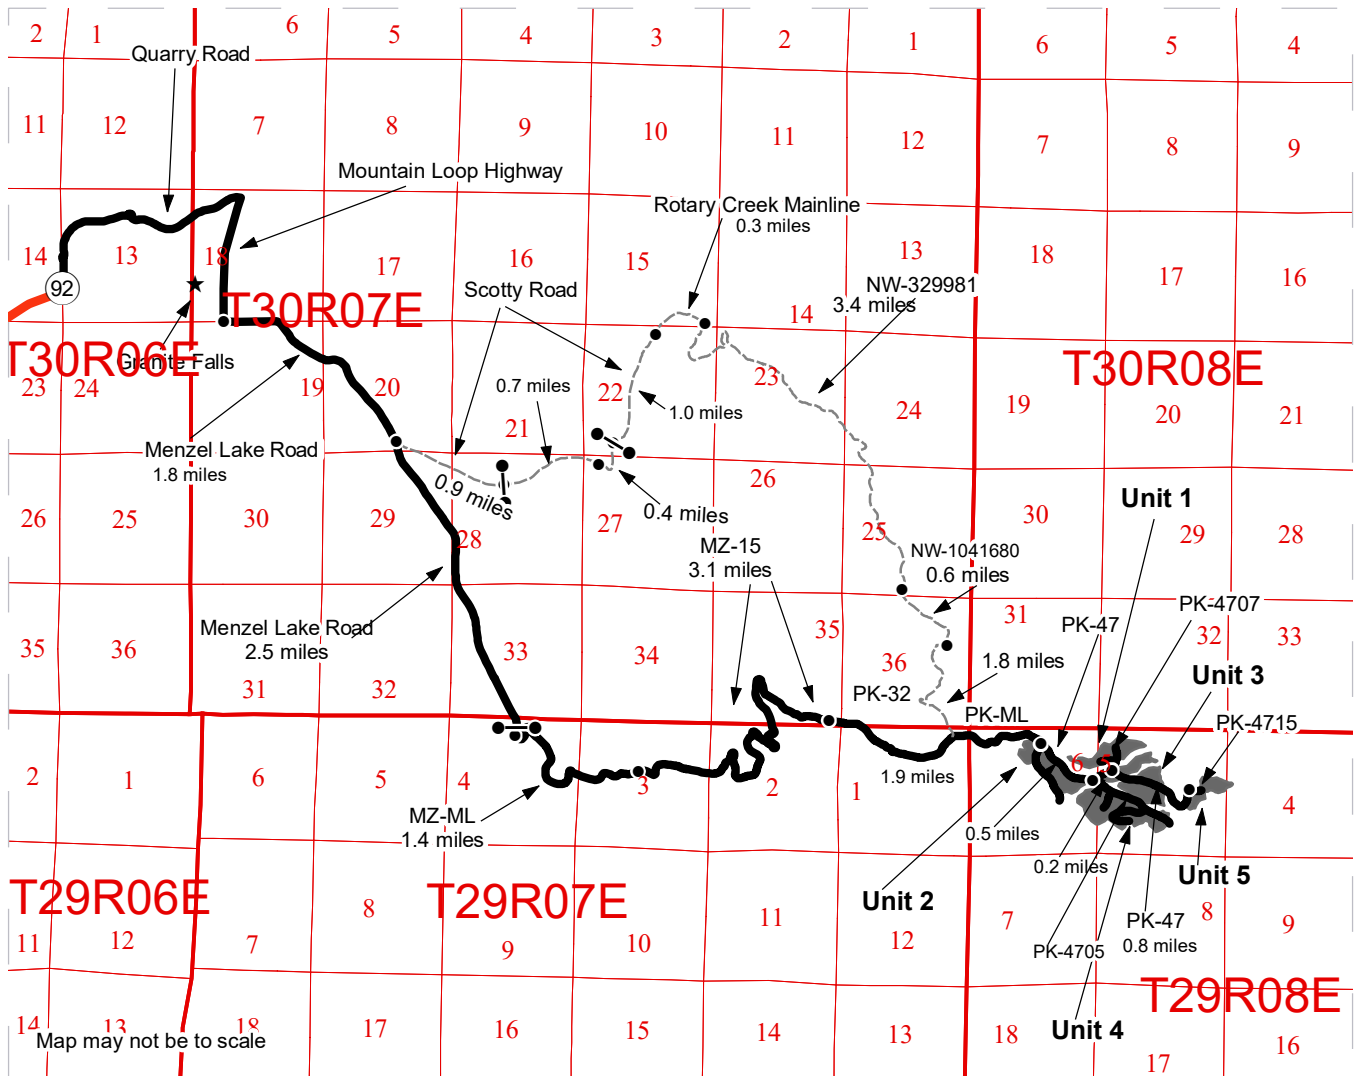 2 1 6 5 4 3 2 1 6 5 4
Quarry Road
11 12 7 8 9 10 11 12 7 8 9
Mountain Loop Highway
Rotary Creek Mainline
0.3 miles
14 13 18 17 16 15 13 18 17 16
92
Scotty Road
NW-329981
3.4 miles
14
T30R07E
T30R06E
Granite Falls
T30R08E
23 24 19 20 22 23 24 19 20 21
0.7 miles
1.0 miles
21
Menzel Lake Road
1.8 miles
0.9 miles
26
Unit 1
0.4 miles
26 25 30 29 28 27 25 30 29 28
MZ-15
3.1 miles
NW-1041680
0.6 miles
PK-4707
31
PK-47
Menzel Lake Road
2.5 miles
35 36 33 34 35 32 33
36
1.8 miles
Unit 3
31 32
PK-32
PK-ML
PK-4715
6 5
2 1 6 5 4 3 2 1 4
1.9 miles
MZ-ML
1.4 miles
0.5 miles
0.2 miles
Unit 5
T29R06E
T29R07E
Unit 2
8 11 7 8 9
PK-47
0.8 miles
11 12 7 9 10 12
PK-4705
T29R08E
14 13 18 17 16 15 14 13 18 16
Unit 4
Map may not be to scale
17